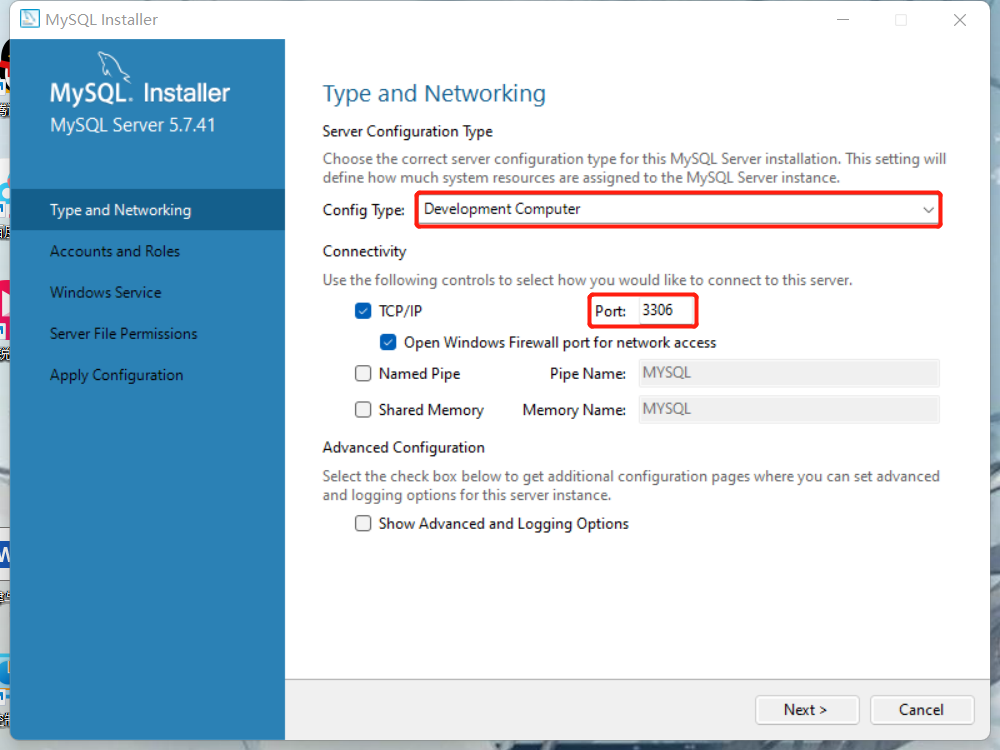 MySQL Installer
MySQL. Installer
MySQL Server 5.7.41
Type and Networking
Accounts and Roles
Windows Service
Server File Permissions
Apply Configuration
Type and Networking
Server Configuration Type
Choose the correct server configuration type for this MySQL Server installation. This setting will
define how much system resources are assigned to the MySQL Server instance.
Config Type: Development Computer
Connectivity
Use the following controls to select how you would like to connect to this server.
TCP/IP Port: 3306
Open Windows Firewall port for network access
Named Pipe Pipe Name: MYSQL
Shared Memory Memory Name: MYSQL
Advanced Configuration
Select the check box below to get additional configuration pages where you can set advanced
and logging options for this server instance.
Show Advanced and Logging Options
Next > Cancel